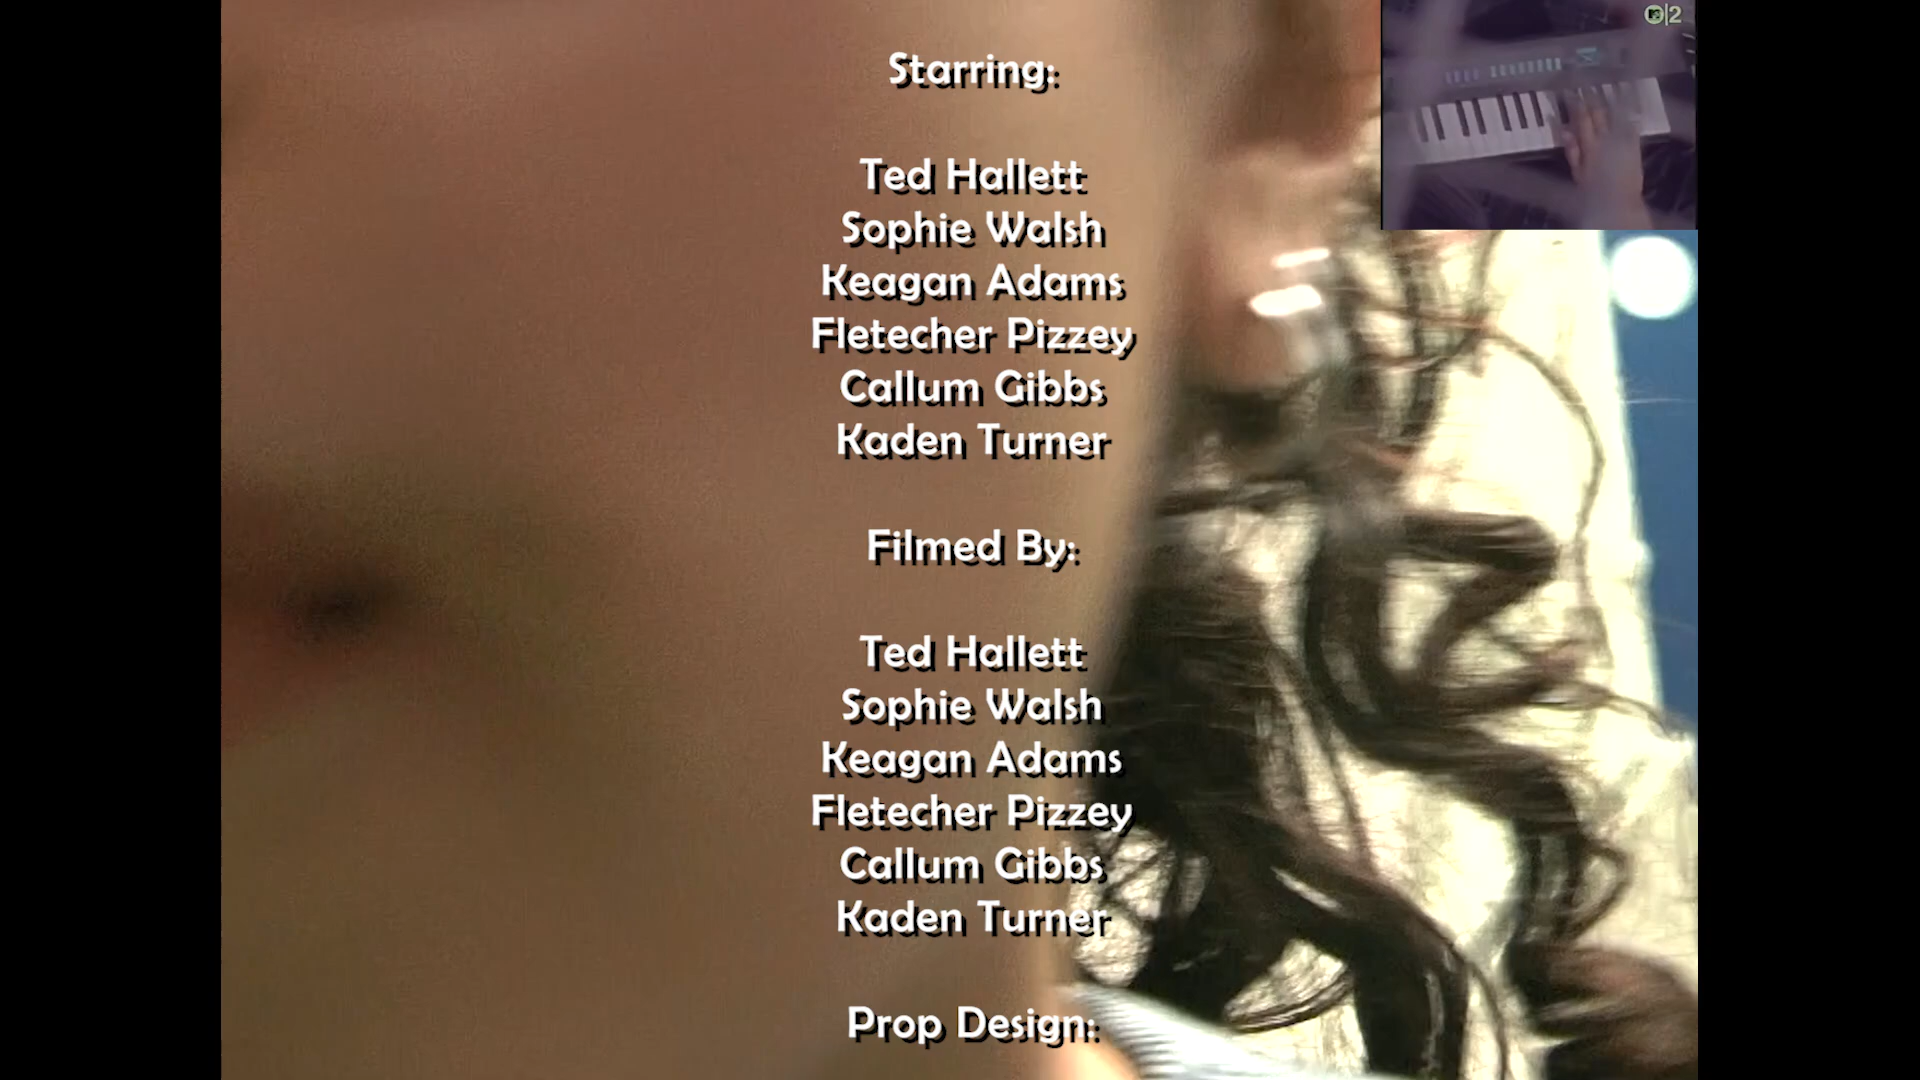 Starring:
Ted Hallett
Sophie Walsh
Keagan Adams
Fletecher Pizzey
Callum Gibbs
Kaden Turner
Filmed By:
Ted Hallett
Sophie Walsh
Keagan Adams
Fletecher Pizzey
Callum Gibbs
Kaden Turner
Prop Design:
2